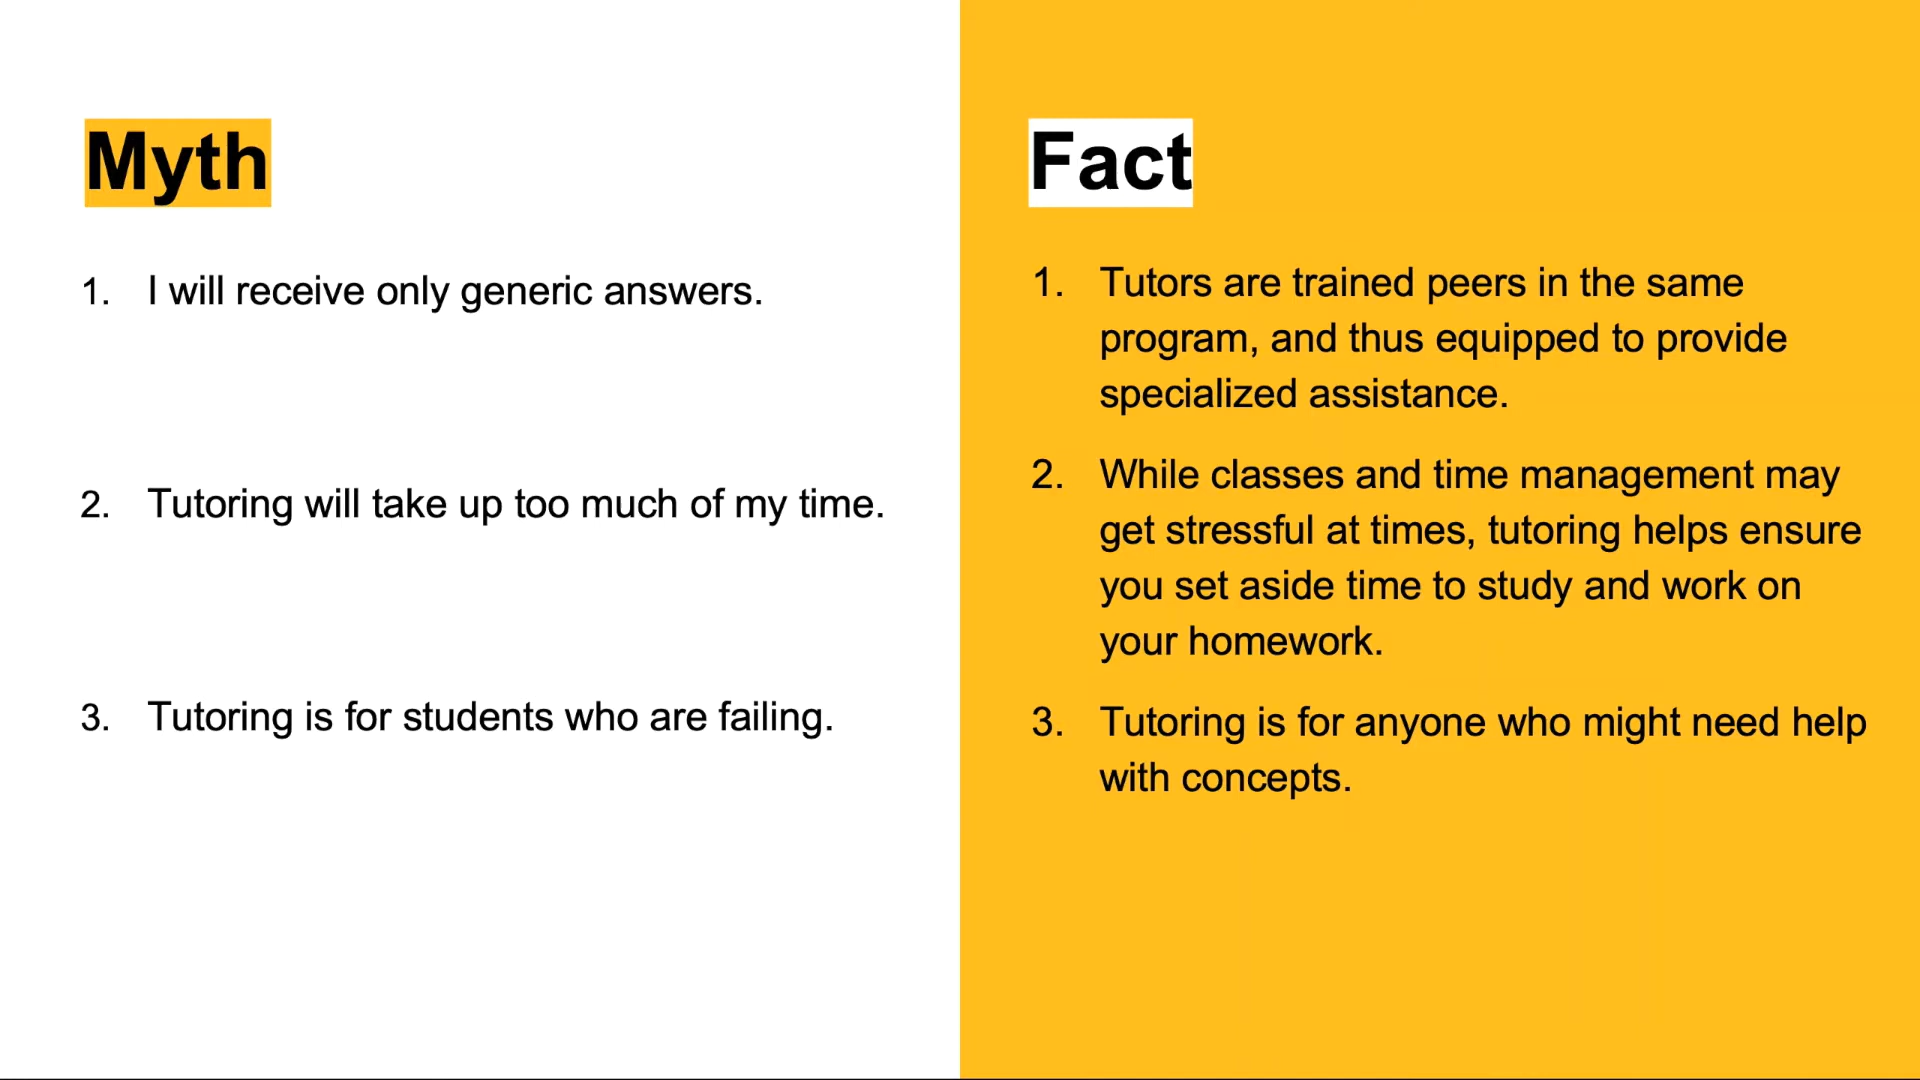 Myth
1. I will receive only generic answers.
2. Tutoring will take up too much of my time.
3. Tutoring is for students who are failing.
Fact
1. Tutors are trained peers in the same
program, and thus equipped to provide
specialized assistance.
2. While classes and time management may
get stressful at times, tutoring helps ensure
you set aside time to study and work on
your homework.
3. Tutoring is for anyone who might need help
with concepts.